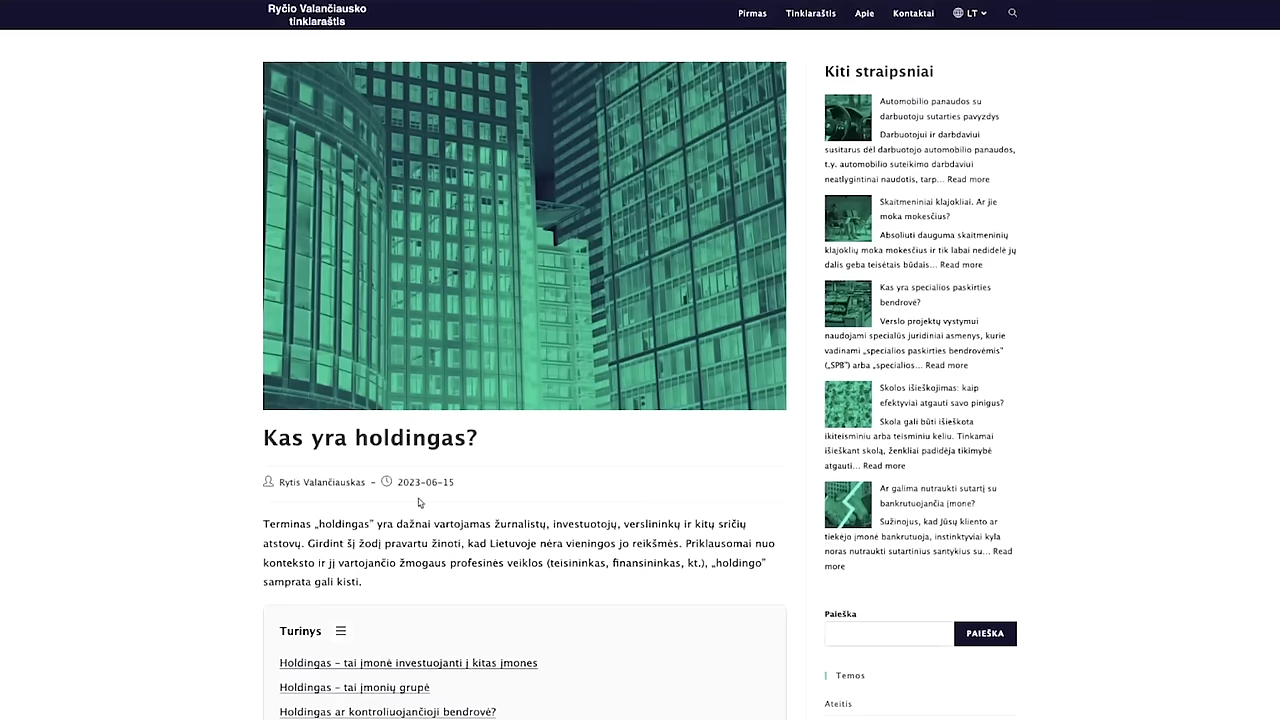 Ryčio Valančiausko
tinklaraštis
Pirmas
Tinklaraštis
Apie
Kontaktai
LT
Kas yra holdingas?
Rytis Valančiauskas – 2023-06-15
Terminas „holdingas” yra dažnai vartojamas žurnalistų, investuotojų, verslininkų ir kitų sričių
atstovų. Girdint šį žodį pravartu žinoti, kad Lietuvoje nėra vieningos jo reikšmės. Priklausomai nuo
konteksto ir jį vartojančio žmogaus profesinės veiklos (teisininkas, finansininkas, kt.), „holdingo”
samprata gali kisti.
Turinys
Holdingas – tai įmonė investuojanti į kitas įmones
Holdingas – tai įmonių grupė
Holdingas ar kontroliuojančioji bendrovė?
Kiti straipsniai
Automobilio panaudos su
darbuotoju sutarties pavyzdys
Darbuotojui ir darbdaviui
susitarus dėl darbuotojo automobilio panaudos,
t.y. automobilio suteikimo darbdaviui
neatlygintinai naudotis, tarp… Read more
Skaitmeniniai klajokliai. Ar jie
moka mokesčius?
Absoliuti dauguma skaitmeninių
klajoklių moka mokesčius ir tik labai nedidelė jų
dalis geba teisėtais būdais… Read more
Kas yra specialios paskirties
bendrovė?
Verslo projektų vystymui
naudojami specialūs juridiniai asmenys, kurie
vadinami „specialios paskirties bendrovėmis”
(„SPB”) arba „specialios… Read more
Skolos išieškojimas: kaip
efektyviai atgauti savo pinigus?
Skola gali būti išieškota
ikiteisminiu arba teisminiu keliu. Tinkamai
išieškant skolą, ženkliai padidėja tikimybė
atgauti… Read more
Ar galima nutraukti sutartį su
bankrutuojančia įmone?
Sužinojus, kad Jūsų kliento ar
tiekėjo įmonė bankrutuoja, instinktyviai kyla
noras nutraukti sutartinius santykius su… Read
more
Paieška
PAIEŠKA
Temos
Ateitis